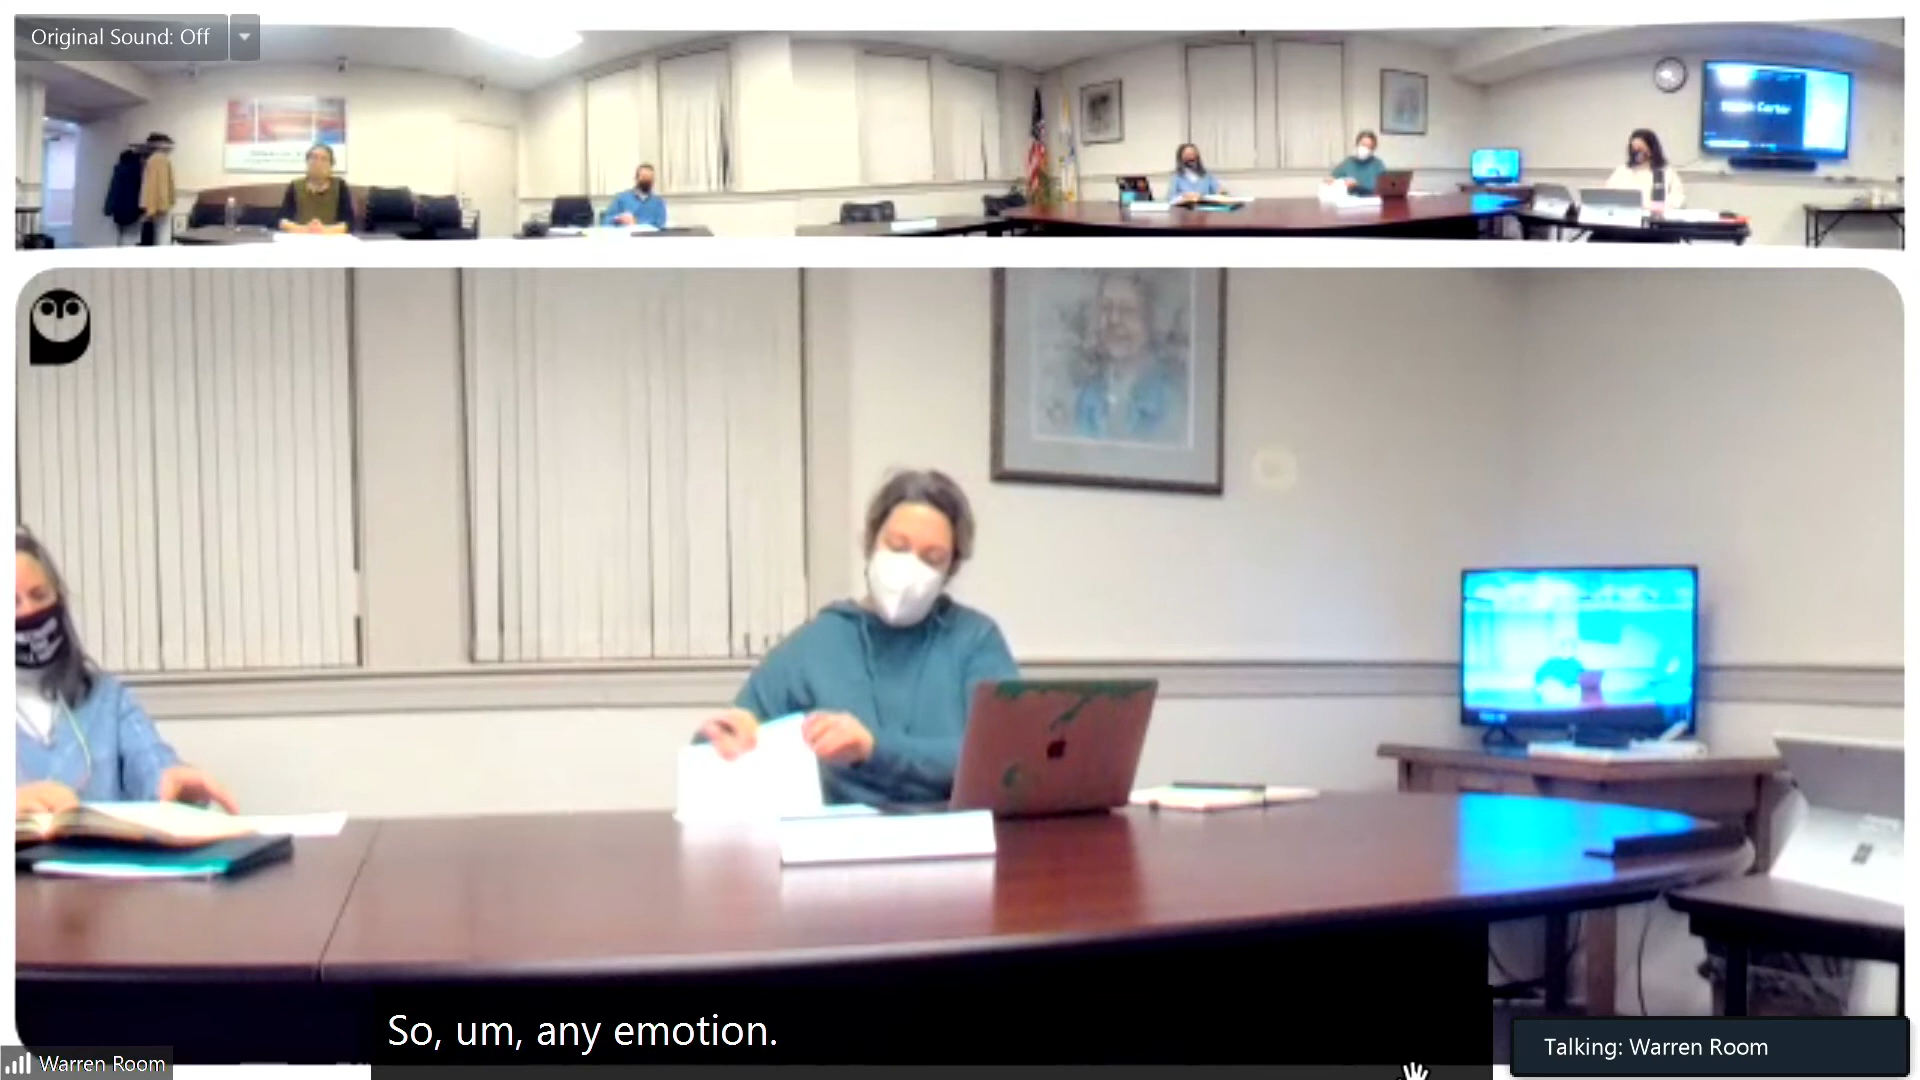 Original Sound: Off
So, um, any emotion.
Talking: Warren Room
Warren Room